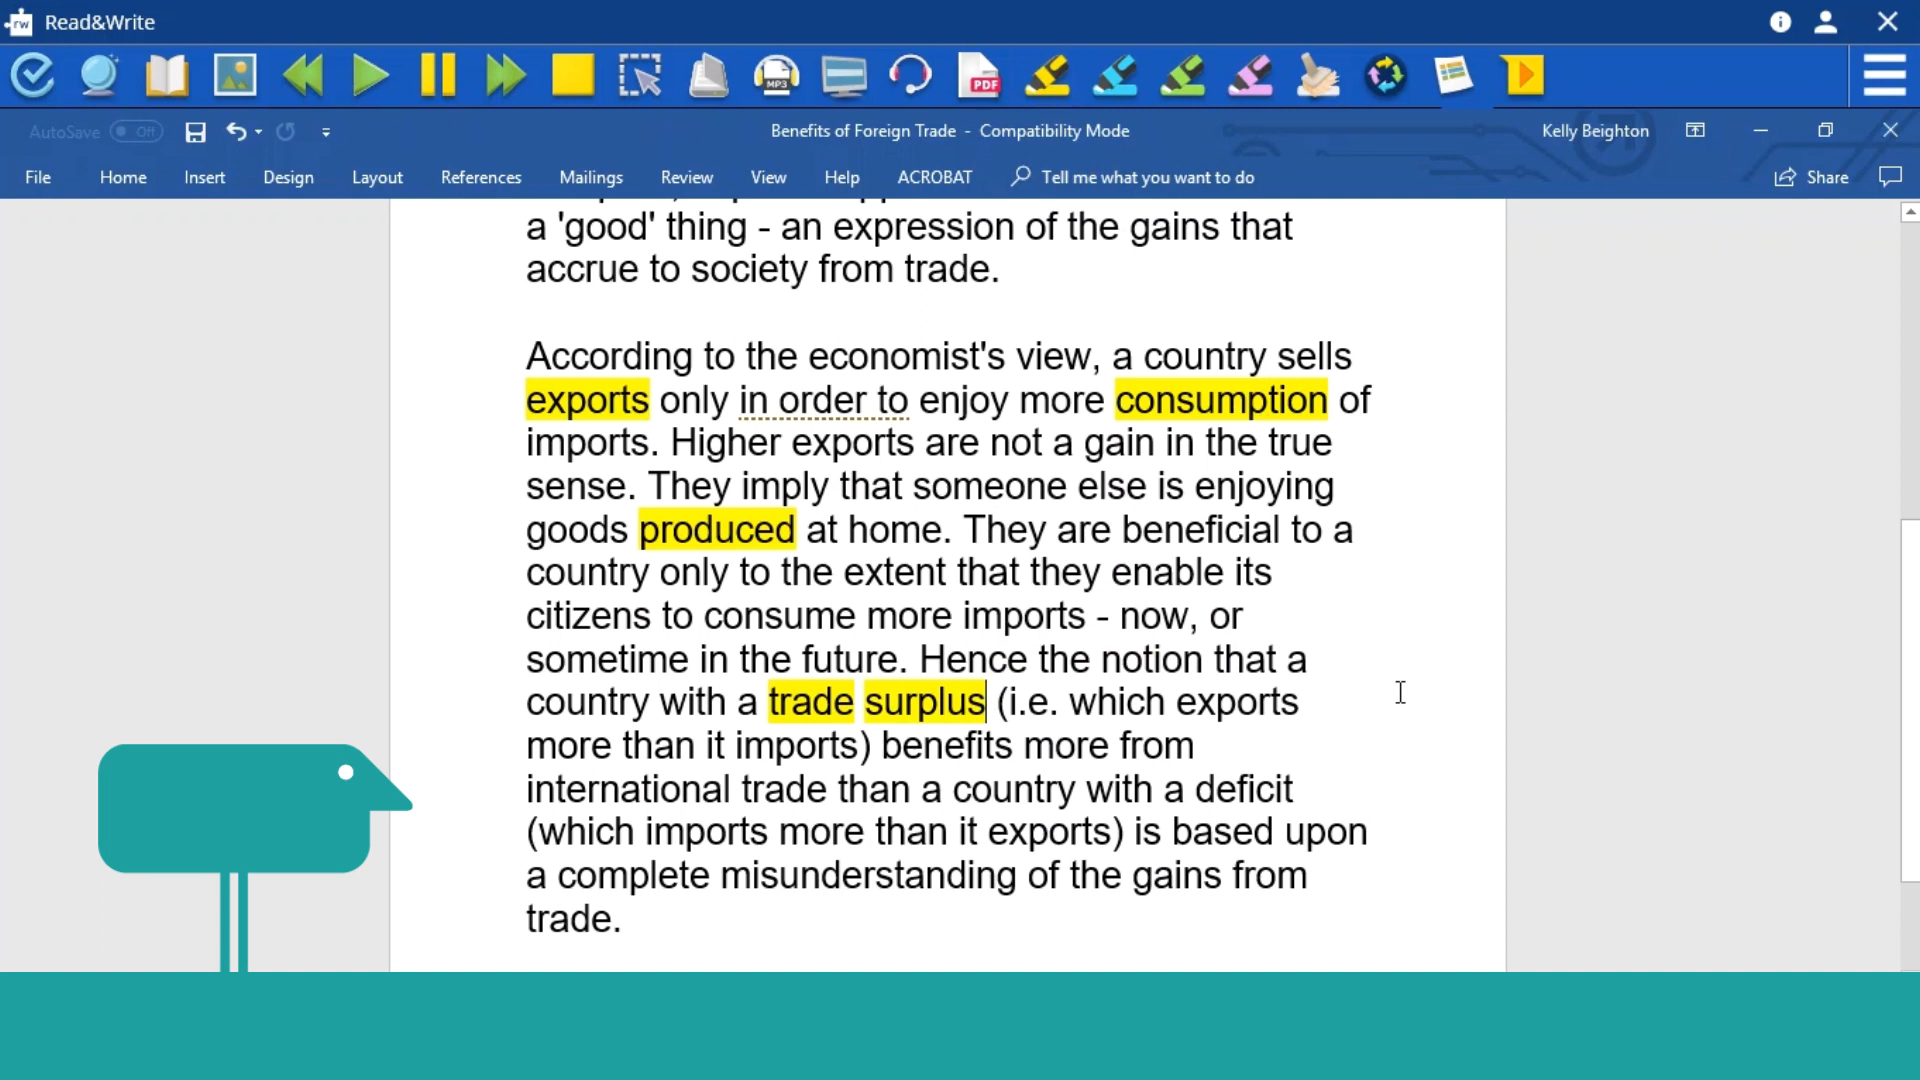 Read&Write
AutoSave Off
Benefits of Foreign Trade - Compatibility Mode
Kelly Beighton
File Home Insert Design Layout References Mailings Review View Help ACROBAT Tell me what you want to do Share
a 'good' thing - an expression of the gains that
accrue to society from trade.
According to the economist's view, a country sells
exports only in order to enjoy more consumption of
imports. Higher exports are not a gain in the true
sense. They imply that someone else is enjoying
goods produced at home. They are beneficial to a
country only to the extent that they enable its
citizens to consume more imports - now, or
sometime in the future. Hence the notion that a
country with a trade surplus (i.e. which exports
more than it imports) benefits more from
international trade than a country with a deficit
(which imports more than it exports) is based upon
a complete misunderstanding of the gains from
trade.